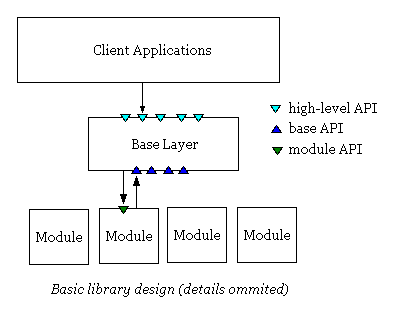 Client Applications
high-level API
base API
module API
Base Layer
Module Module Module Module
Basic library design (details ommited)